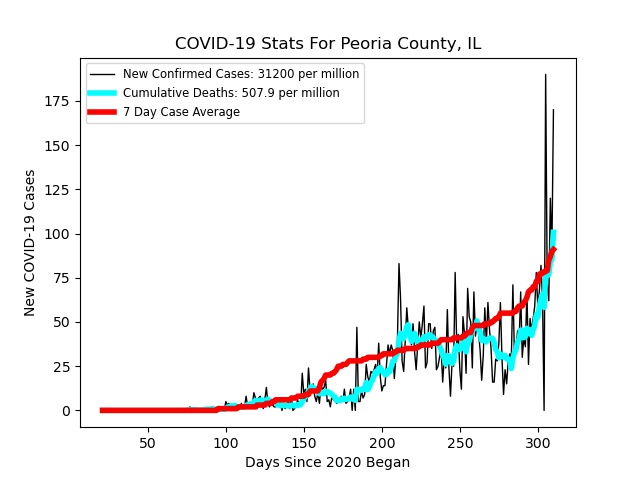 COVID-19 Stats For Peoria County, IL
New Confirmed Cases: 31200 per million
Cumulative Deaths: 507.9 per million
7 Day Case Average
New COVID-19 Cases
175
150
125
100
75
50
25
0
50 100 150 200 250 300
Days Since 2020 Began